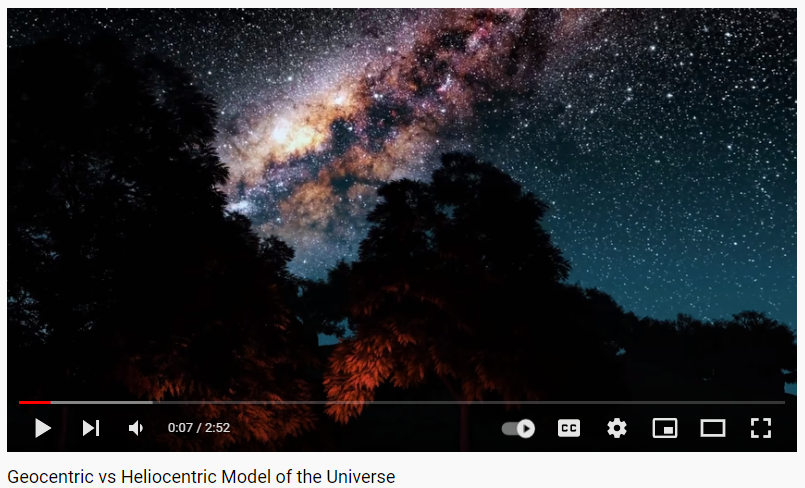 0:07 / 2:52
CC
Geocentric vs Heliocentric Model of the Universe